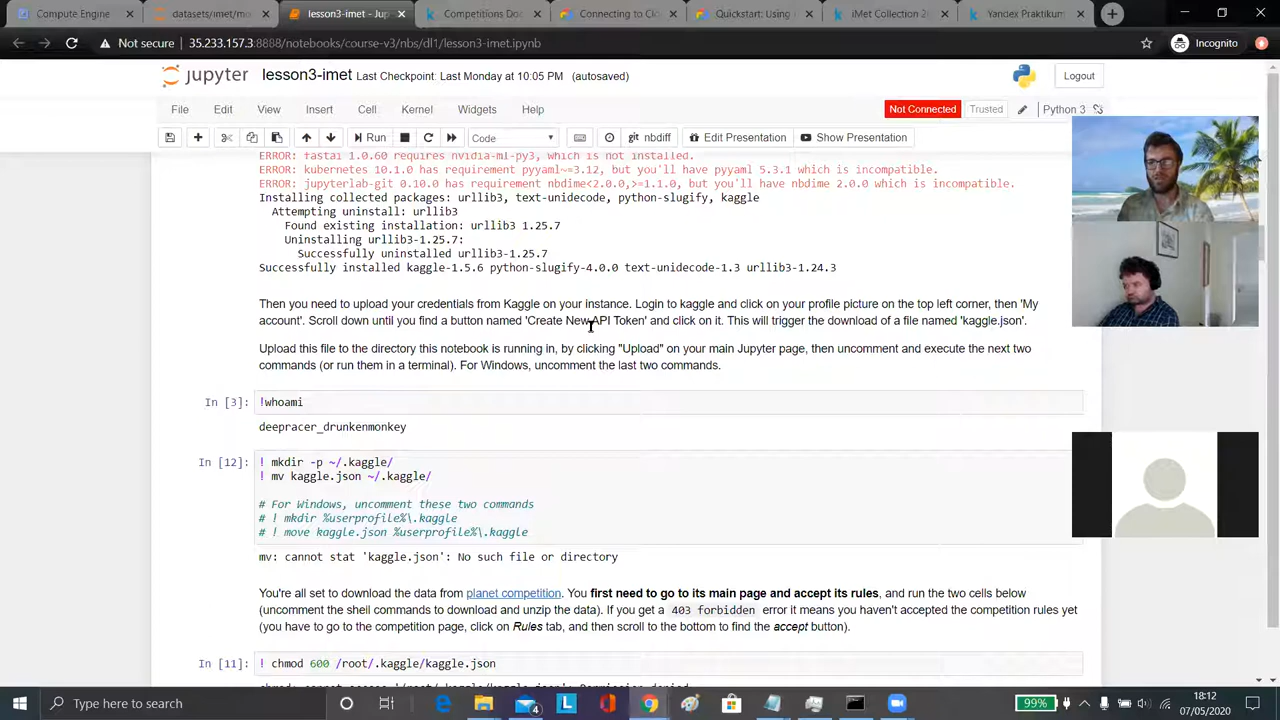 Compute Engine
datasets/imet/mo
lesson3-imet - Jup
Competitions Doc
Connecting to Clou
Quickstart: Using
iMet Collection 2
Yandex Praktikum
Not secure
35.233.157.3:8888/notebooks/course-v3/nbs/dl1/lesson3-imet.ipynb
Incognito
jupyter lesson3-imet Last Checkpoint: Last Monday at 10:05 PM (autosaved)
Logout
File Edit View Insert Cell Kernel Widgets Help
Not Connected Trusted Python 3
Run Code nbdiff Edit Presentation Show Presentation
git
ERROR: fastai 1.0.60 requires nvidia-ml-py3, which is not installed.
ERROR: kubernetes 10.1.0 has requirement pyyaml~=3.12, but you'll have pyyaml 5.3.1 which is incompatible.
ERROR: jupyterlab-git 0.10.0 has requirement nbdime<2.0.0,>=1.1.0, but you'll have nbdime 2.0.0 which is incompatible.
Installing collected packages: urllib3, text-unidecode, python-slugify, kaggle
Attempting uninstall: urllib3
Found existing installation: urllib3 1.25.7
Uninstalling urllib3-1.25.7:
Successfully uninstalled urllib3-1.25.7
Successfully installed kaggle-1.5.6 python-slugify-4.0.0 text-unidecode-1.3 urllib3-1.24.3
Then you need to upload your credentials from Kaggle on your instance. Login to kaggle and click on your profile picture on the top left corner, then 'My
account'. Scroll down until you find a button named 'Create New API Token' and click on it. This will trigger the download of a file named 'kaggle.json'.
Upload this file to the directory this notebook is running in, by clicking "Upload" on your main Jupyter page, then uncomment and execute the next two
commands (or run them in a terminal). For Windows, uncomment the last two commands.
In [3]: !whoami
deepracer_drunkenmonkey
In [12]: ! mkdir -p ~/.kaggle/
! mv kaggle.json ~/.kaggle/
# For Windows, uncomment these two commands
# ! mkdir %userprofile%\.kaggle
# ! move kaggle.json %userprofile%\.kaggle
mv: cannot stat 'kaggle.json': No such file or directory
You're all set to download the data from planet competition. You first need to go to its main page and accept its rules, and run the two cells below
(uncomment the shell commands to download and unzip the data). If you get a 403 forbidden error it means you haven't accepted the competition rules yet
(you have to go to the competition page, click on Rules tab, and then scroll to the bottom to find the accept button).
In [11]: ! chmod 600 /root/.kaggle/kaggle.json
Type here to search
4
99%
18:12
07/05/2020